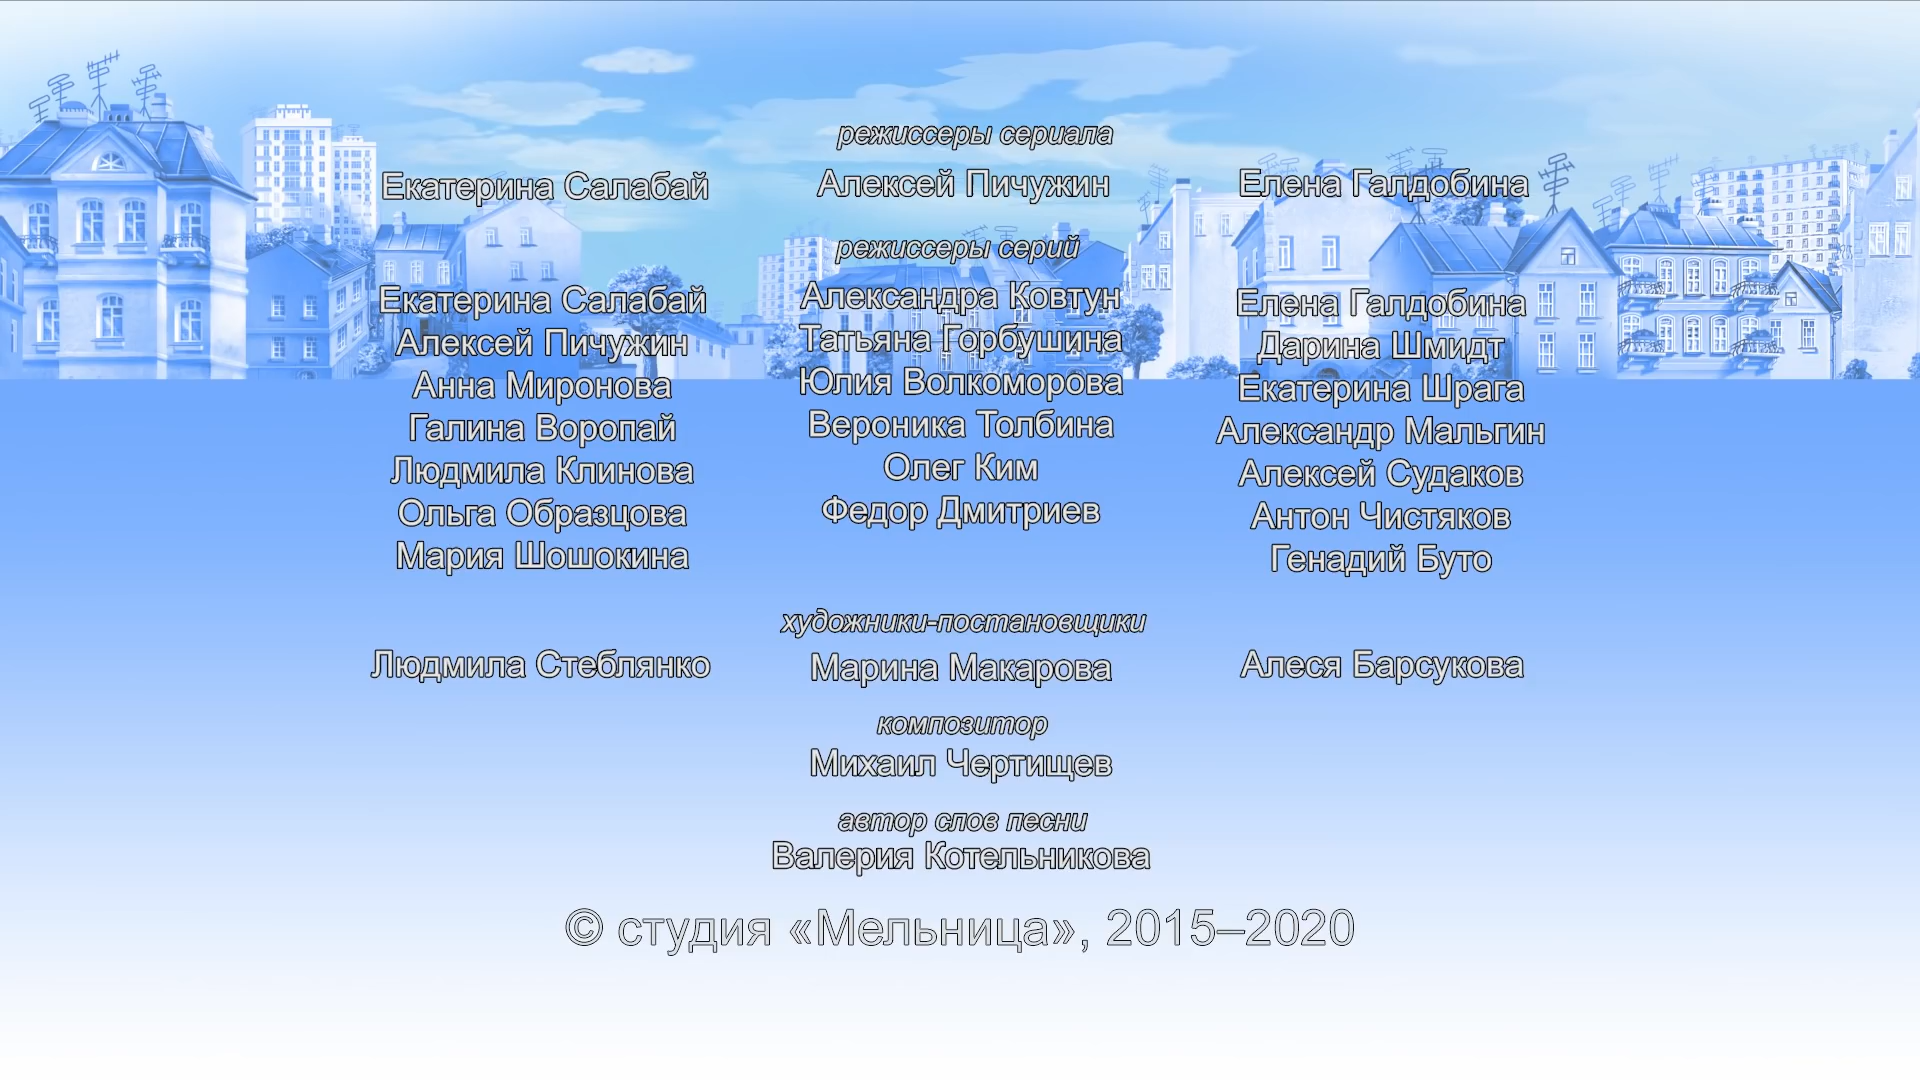 режиссеры сериала
Екатерина Салабай Алексей Пичужин Елена Галдобина
режиссеры серий
Екатерина Салабай Александра Ковтун Елена Галдобина
Алексей Пичужин Татьяна Горбушина Дарина Шмидт
Анна Миронова Юлия Волкоморова Екатерина Шрага
Галина Воропай Вероника Толбина Александр Мальгин
Людмила Клинова Олег Ким Алексей Судаков
Ольга Образцова Федор Дмитриев Антон Чистяков
Мария Шошокина Генадий Буто
художники-постановщики
Людмила Стеблянко Марина Макарова Алеся Барсукова
композитор
Михаил Чертищев
автор слов песни
Валерия Котельникова
© студия «Мельница», 2015–2020